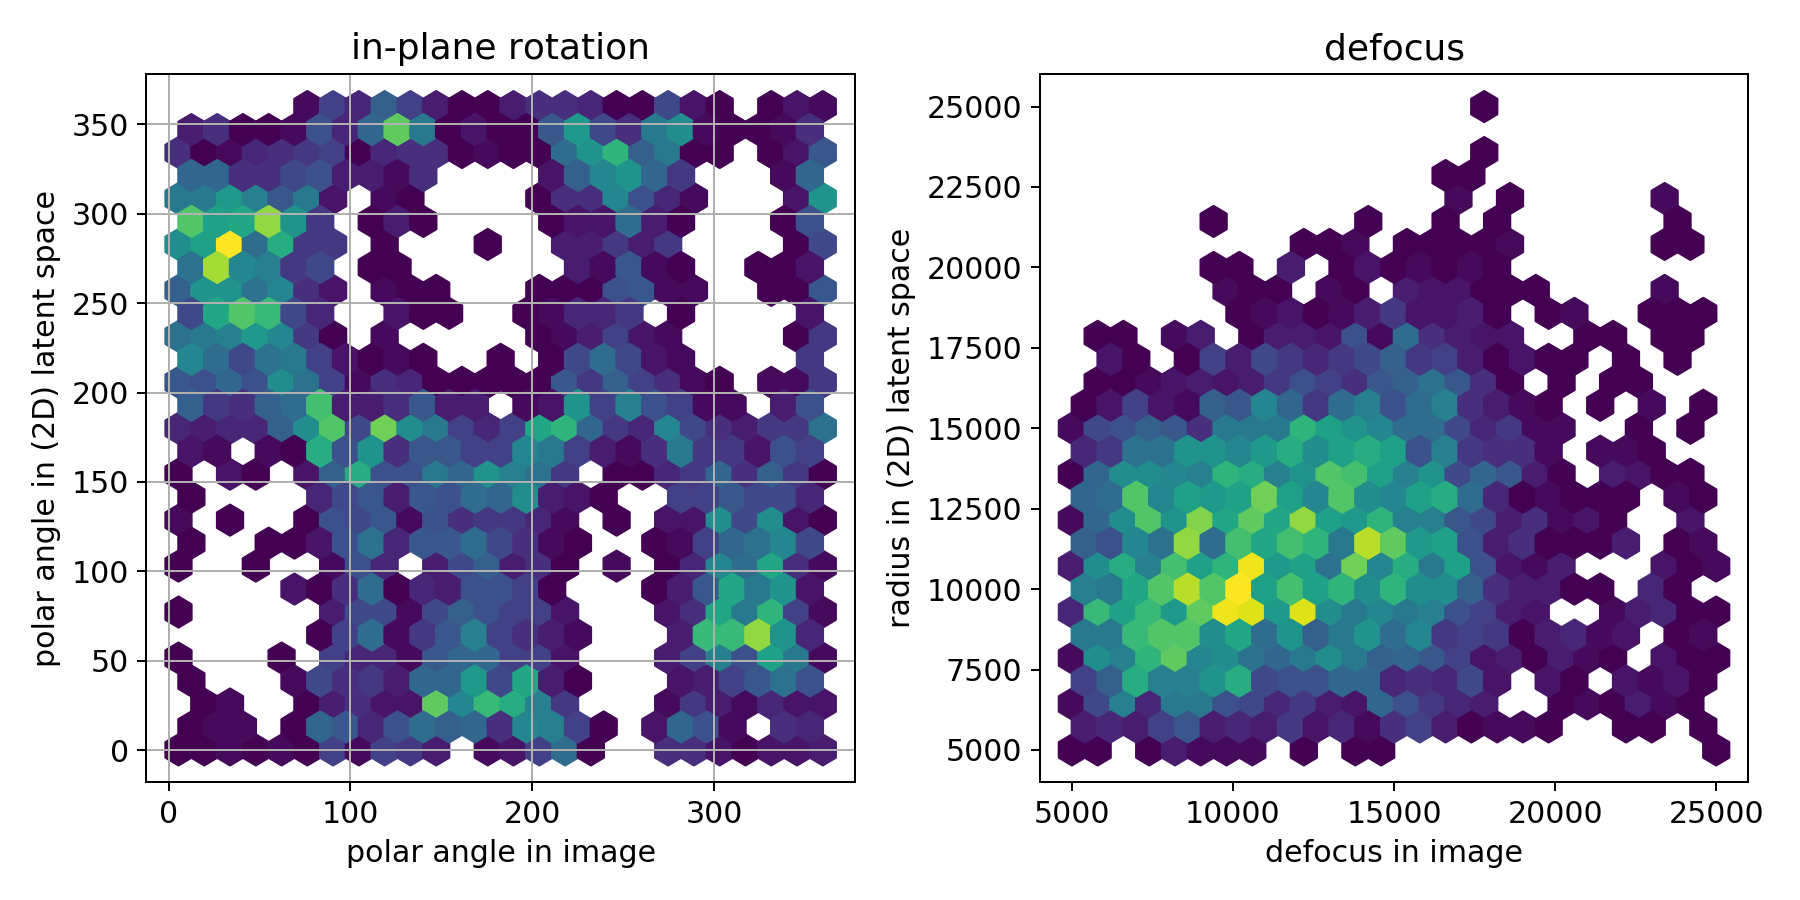 in-plane rotation
polar angle in (2D) latent space
350
300
250
200
150
100
50
0
0 100 200 300
polar angle in image
defocus
radius in (2D) latent space
25000
22500
20000
17500
15000
12500
10000
7500
5000
5000 10000 15000 20000 25000
defocus in image